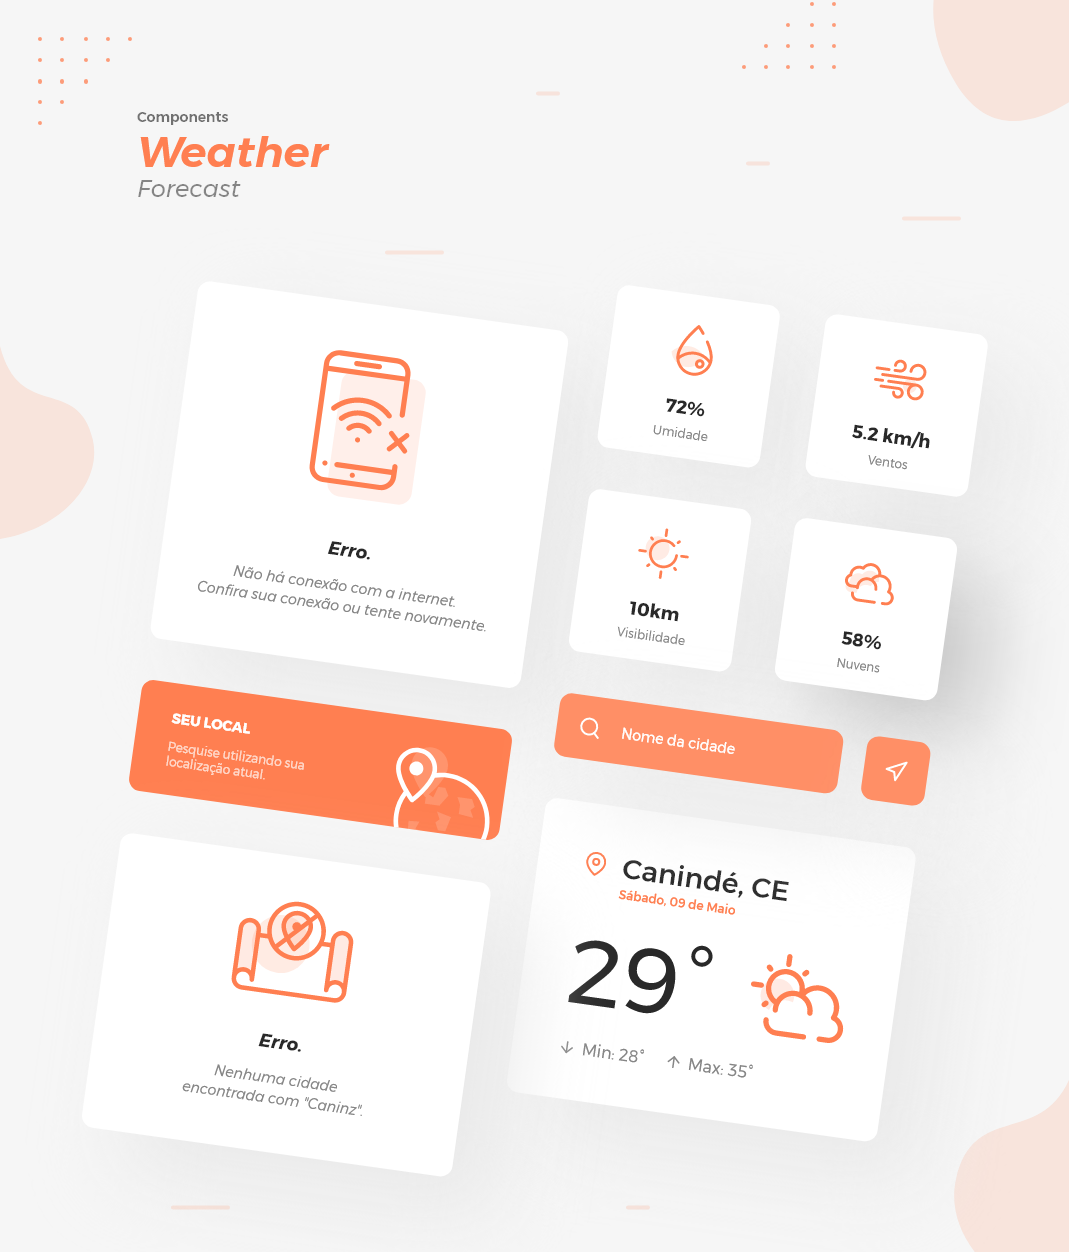 Components
Weather
Forecast
Erro.
Não há conexão com a internet.
Confira sua conexão ou tente novamente.
72%
Umidade
5.2 km/h
Ventos
10km
Visibilidade
58%
Nuvens
SEU LOCAL
Pesquise utilizando sua
localização atual.
Nome da cidade
Erro.
Nenhuma cidade
encontrada com "Caninz".
Canindé, CE
Sábado, 09 de Maio
29°
Min: 28°
Max: 35°